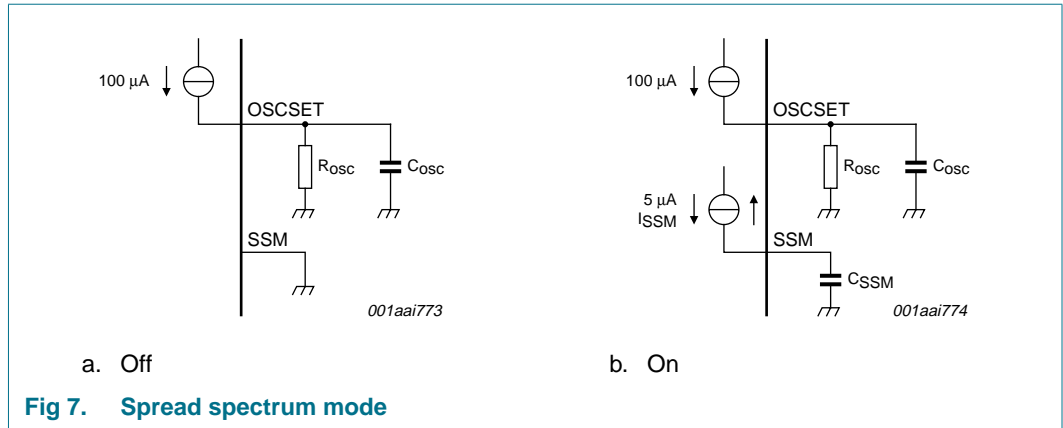 100 μA
OSCSET
Rosc
Cosc
SSM
001aai773
a. Off
100 μA
OSCSET
Rosc
Cosc
5 μA
ISSM
SSM
CSSM
001aai774
b. On
Fig 7. Spread spectrum mode